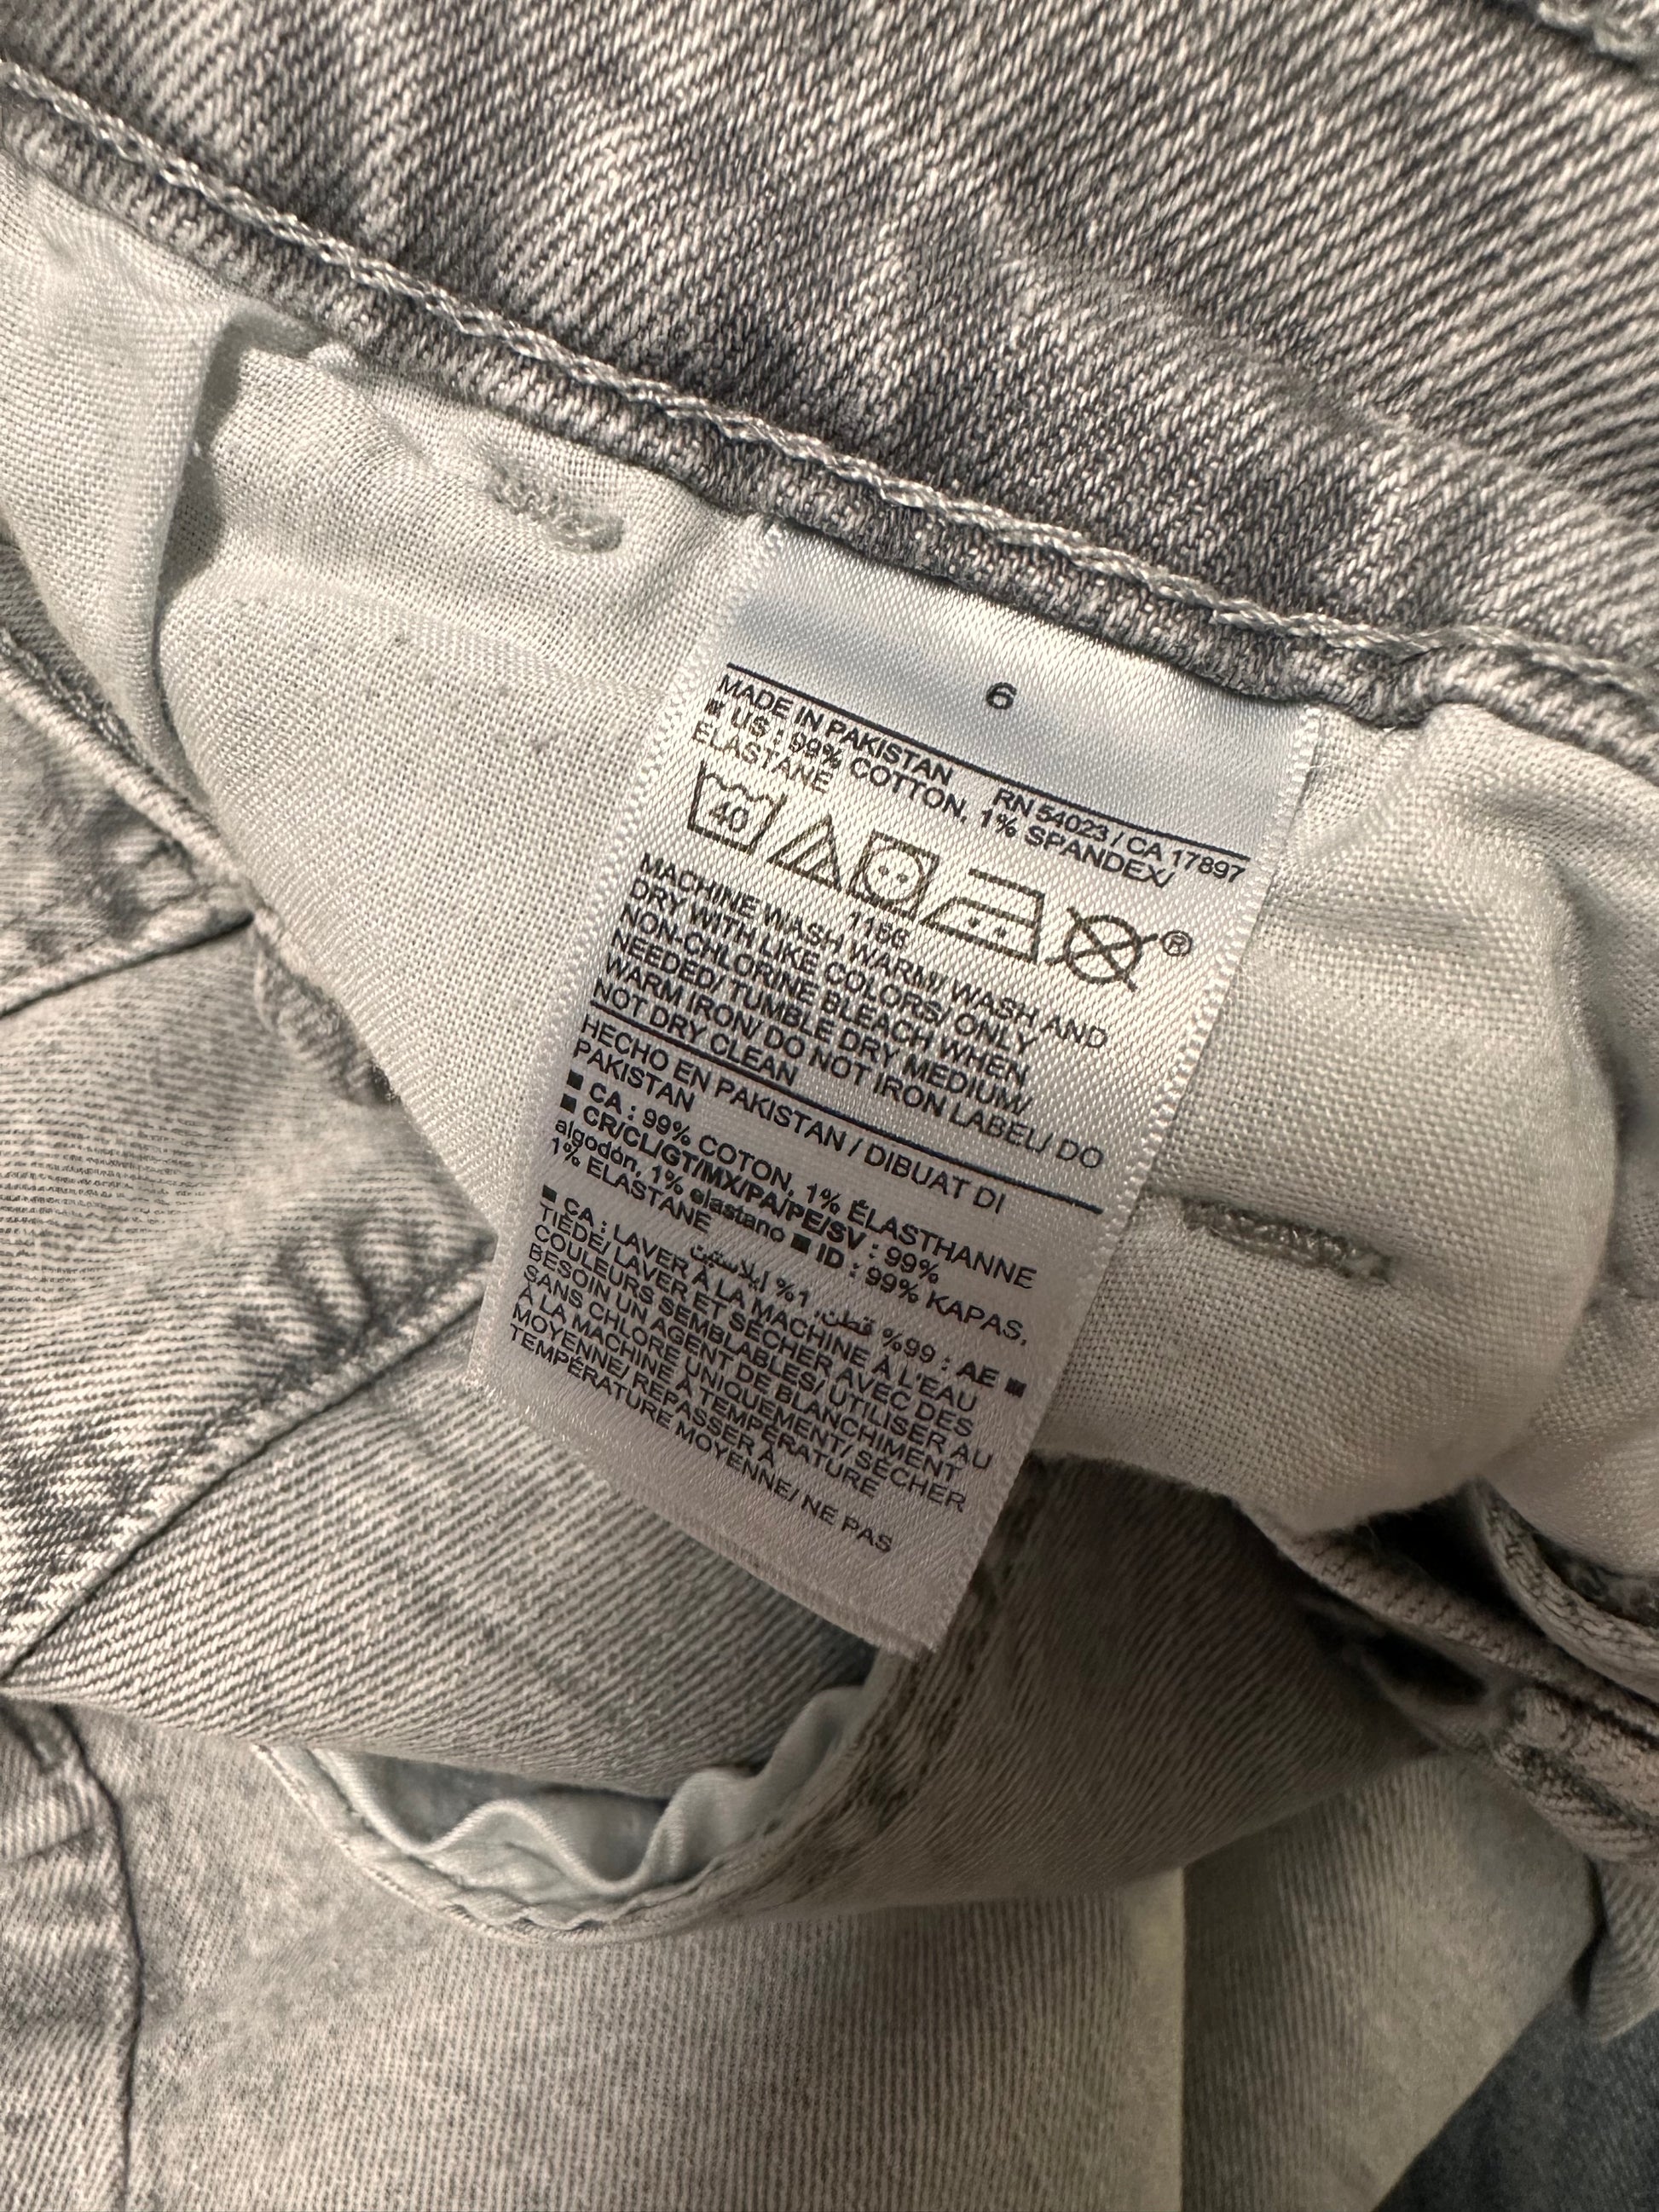 6
MADE IN PAKISTAN RN 54023 / CA 17897
■ US : 99% COTTON, 1% SPANDEX/
ELASTANE
40
®
1156
MACHINE WASH WARM/ WASH AND
DRY WITH LIKE COLORS/ ONLY
NON-CHLORINE BLEACH WHEN
NEEDED/ TUMBLE DRY MEDIUM/
WARM IRON/ DO NOT IRON LABEL/ DO
NOT DRY CLEAN
HECHO EN PAKISTAN / DIBUAT DI
PAKISTAN
■ CA : 99% COTON, 1% ÉLASTHANNE
■ CR/CL/GT/MX/PA/PE/SV : 99%
algodón, 1% elastano ■ ID : 99% KAPAS,
1% ELASTANE
■ AE : 99% قطن, 1% إيلاستين
■ CA : LAVER À LA MACHINE À L'EAU
TIÈDE/ LAVER ET SÉCHER AVEC DES
COULEURS SEMBLABLES/ UTILISER AU
BESOIN UN AGENT DE BLANCHIMENT
SANS CHLORE UNIQUEMENT/ SÉCHER
À LA MACHINE À TEMPÉRATURE
MOYENNE/ REPASSER À
TEMPÉRATURE MOYENNE/ NE PAS